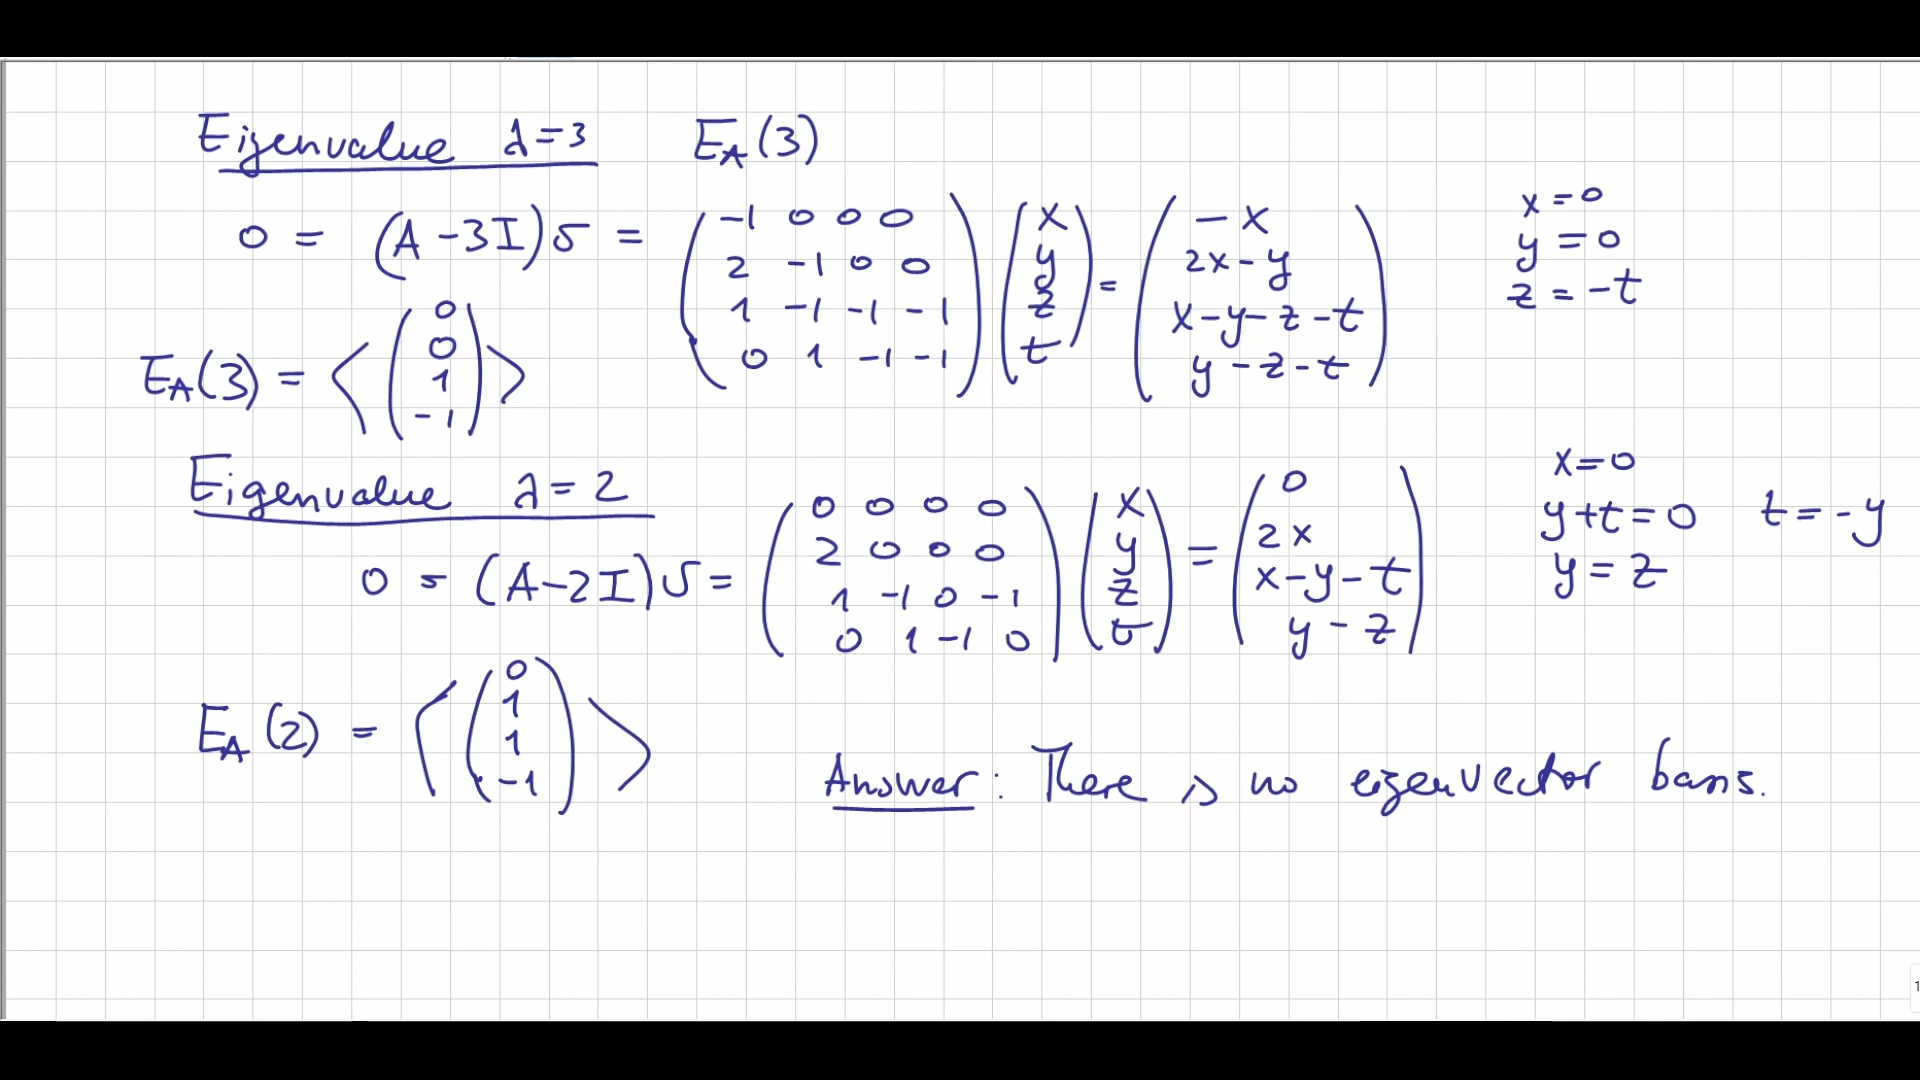 Eigenvalue λ=3 E_A(3)
0 = (A-3I)v = (-1 0 0 0; 2 -1 0 0; 1 -1 -1 -1; 0 1 -1 -1) (x; y; z; t) = (-x; 2x-y; x-y-z-t; y-z-t)
x=0
y=0
z=-t
E_A(3) = <(0; 0; 1; -1)>
Eigenvalue λ=2
0 = (A-2I)v = (0 0 0 0; 2 0 0 0; 1 -1 0 -1; 0 1 -1 0) (x; y; z; t) = (0; 2x; x-y-t; y-z)
x=0
y+t=0 t=-y
y=z
E_A(2) = <(0; 1; 1; -1)>
Answer: There is no eigenvector basis.
1